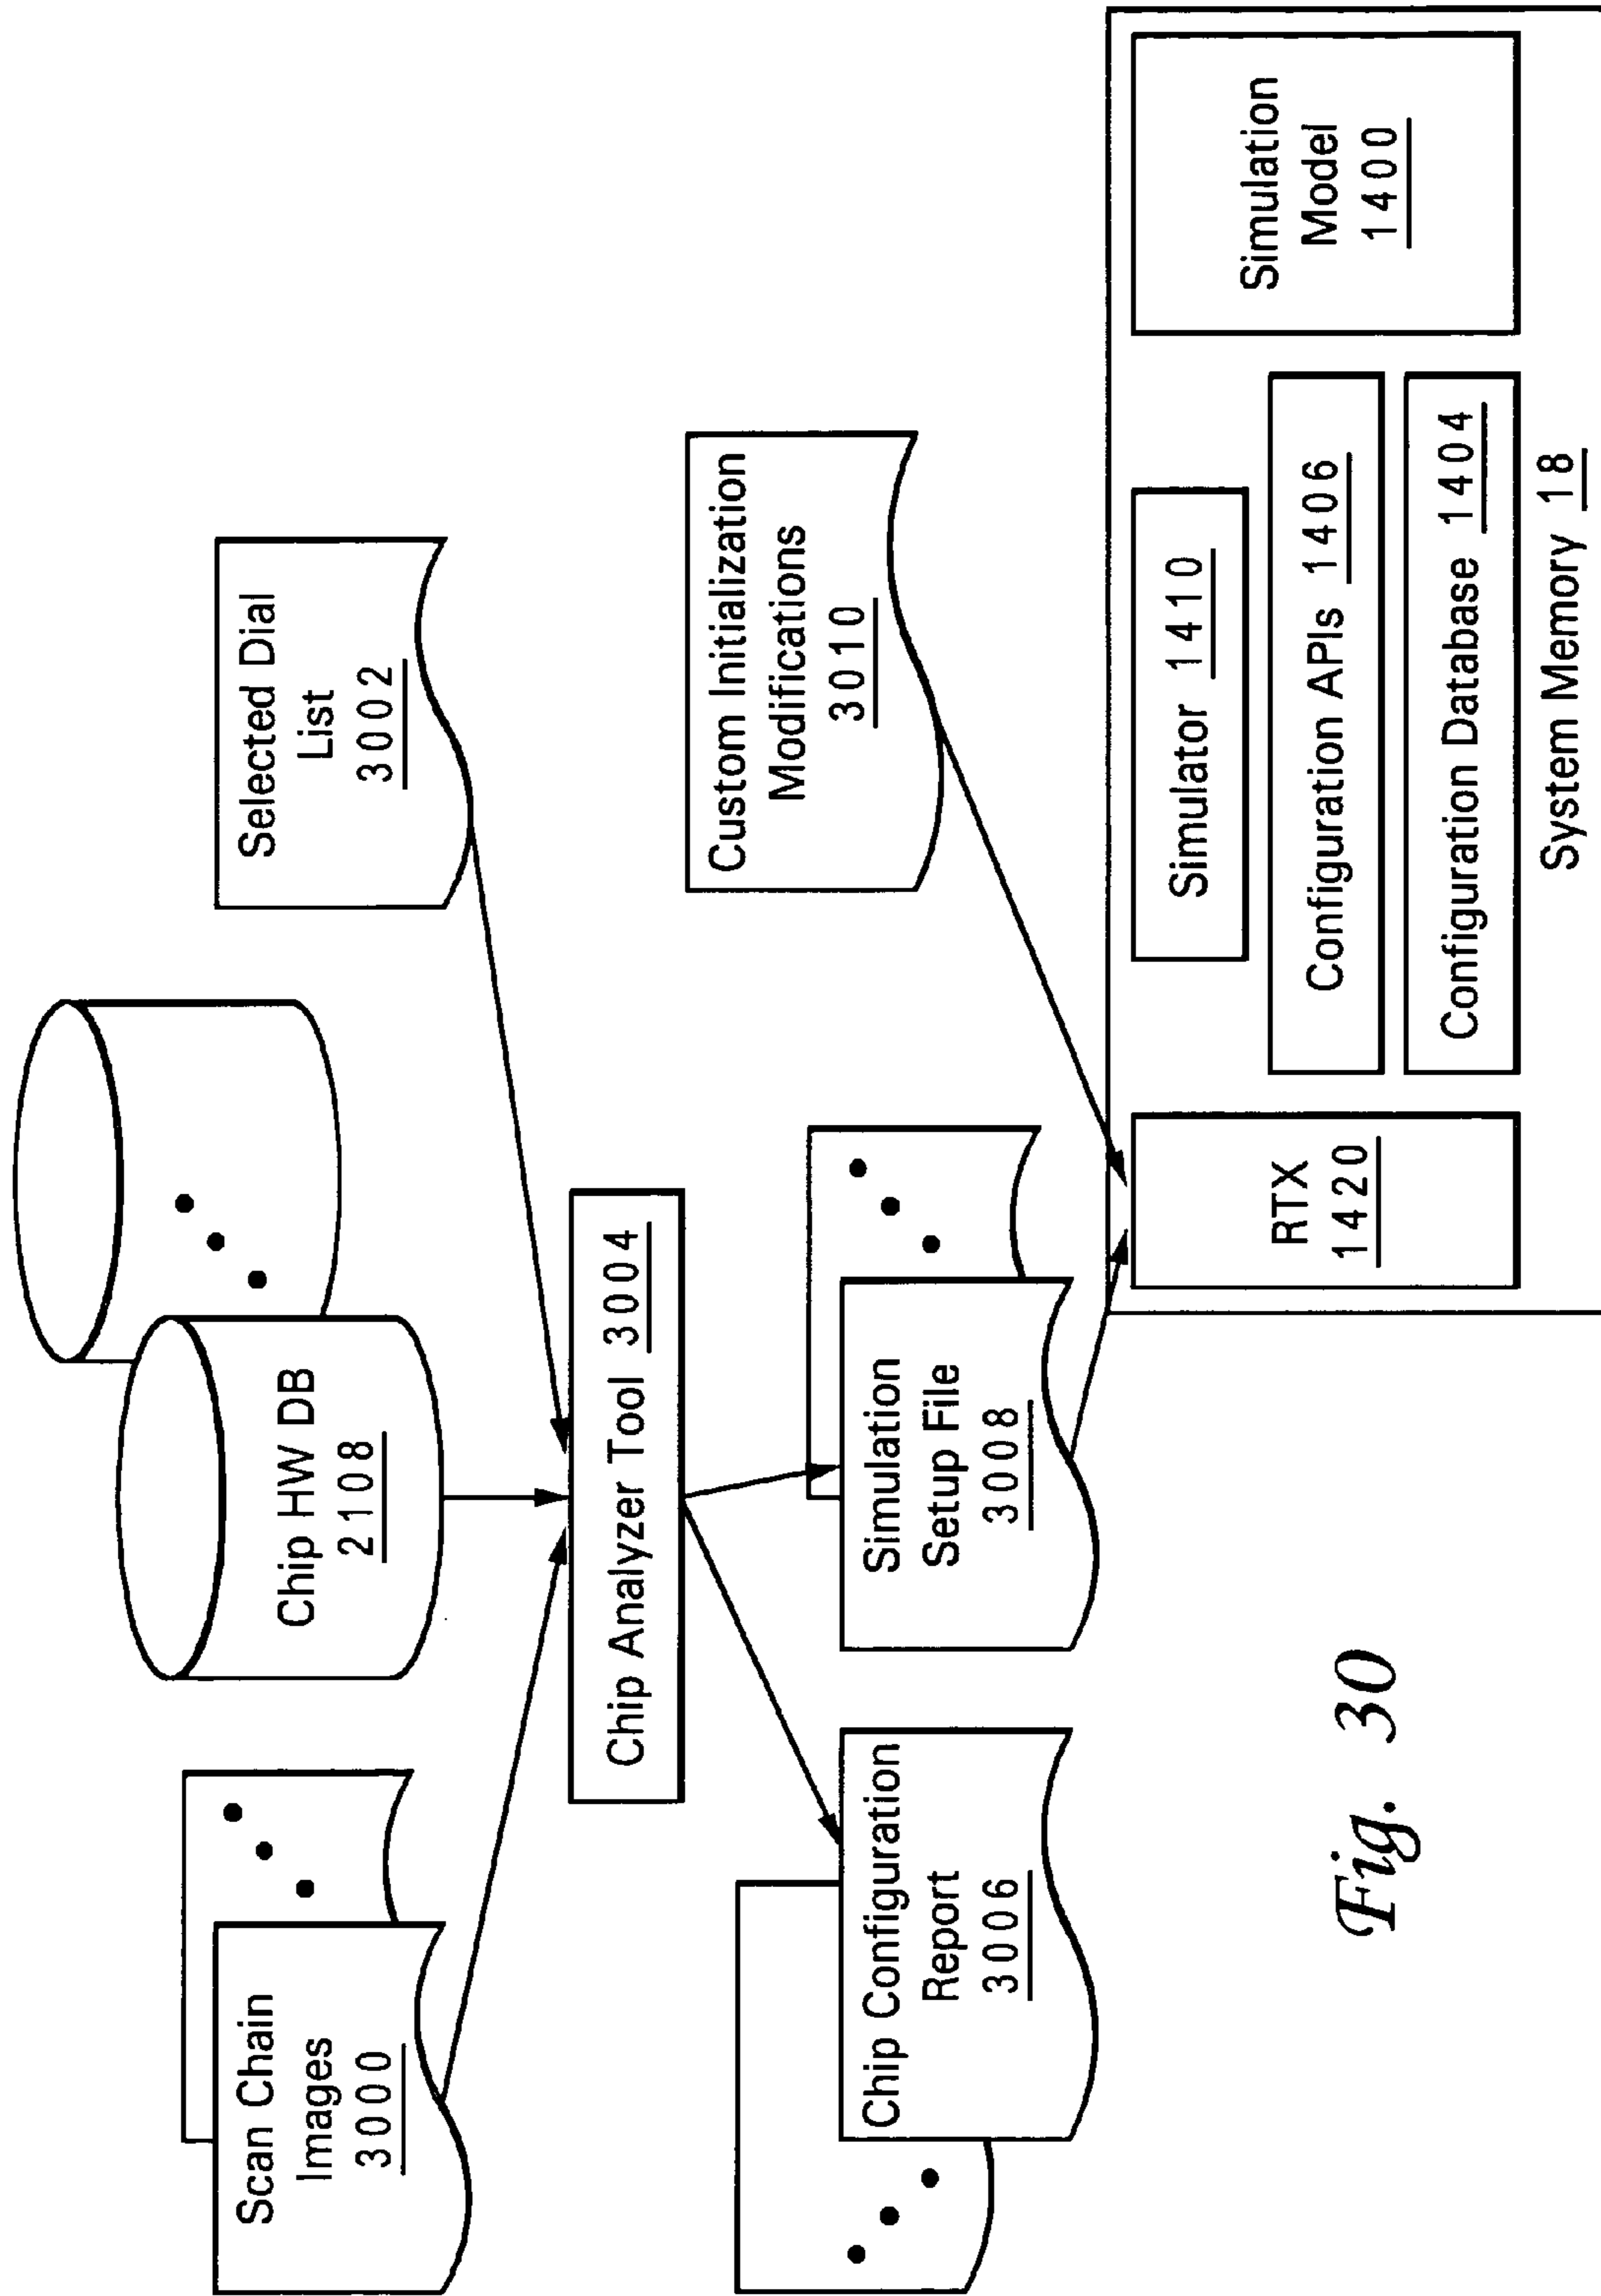 Scan Chain
Images
3000
Chip HW DB
2108
Selected Dial
List
3002
Chip Analyzer Tool 3004
Chip Configuration
Report
3006
Simulation
Setup File
3008
Custom Initialization
Modifications
3010
RTX
1420
Simulator 1410
Configuration APIs 1406
Configuration Database 1404
Simulation
Model
1400
System Memory 18
Fig. 30